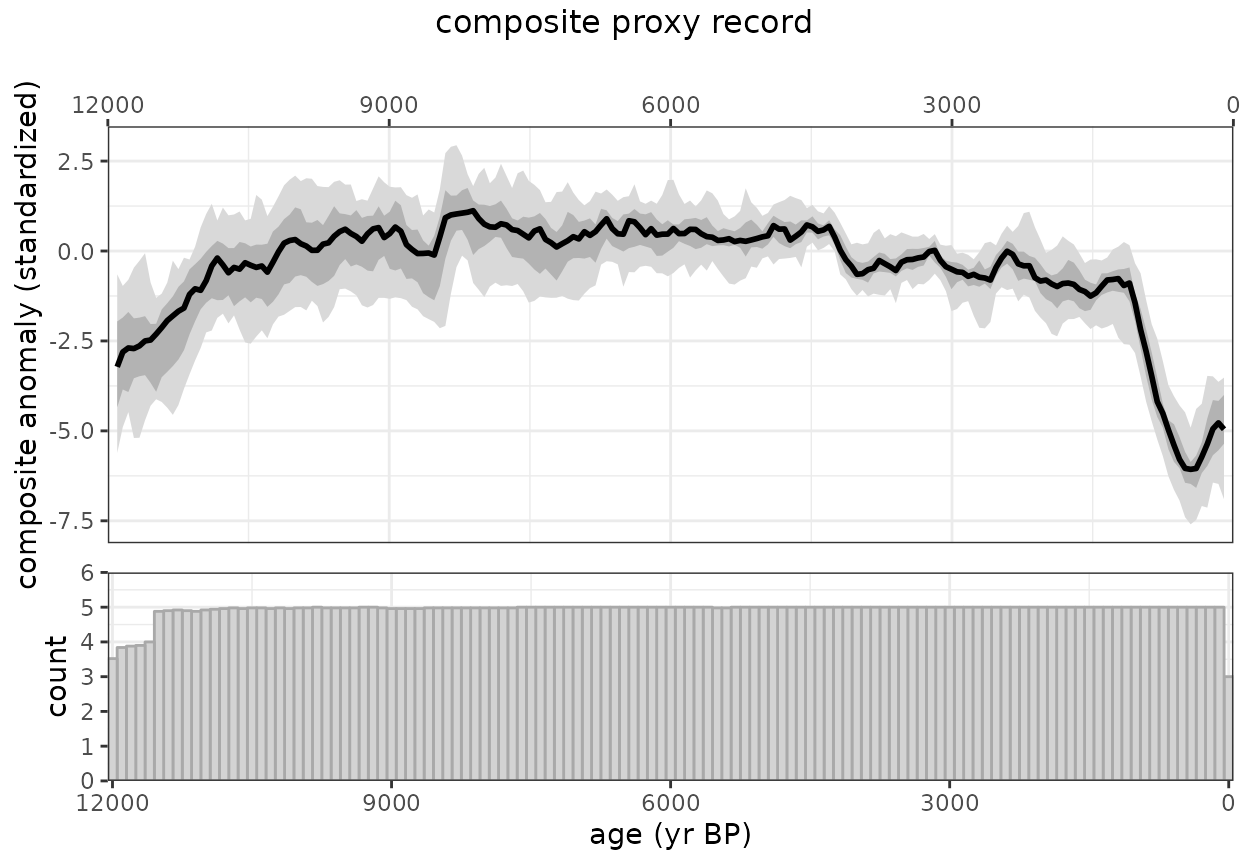 composite proxy record
12000 9000 6000 3000 0
composite anomaly (standardized)
2.5
0.0
-2.5
-5.0
-7.5
count
6
5
4
3
2
1
0
12000 9000 6000 3000 0
age (yr BP)